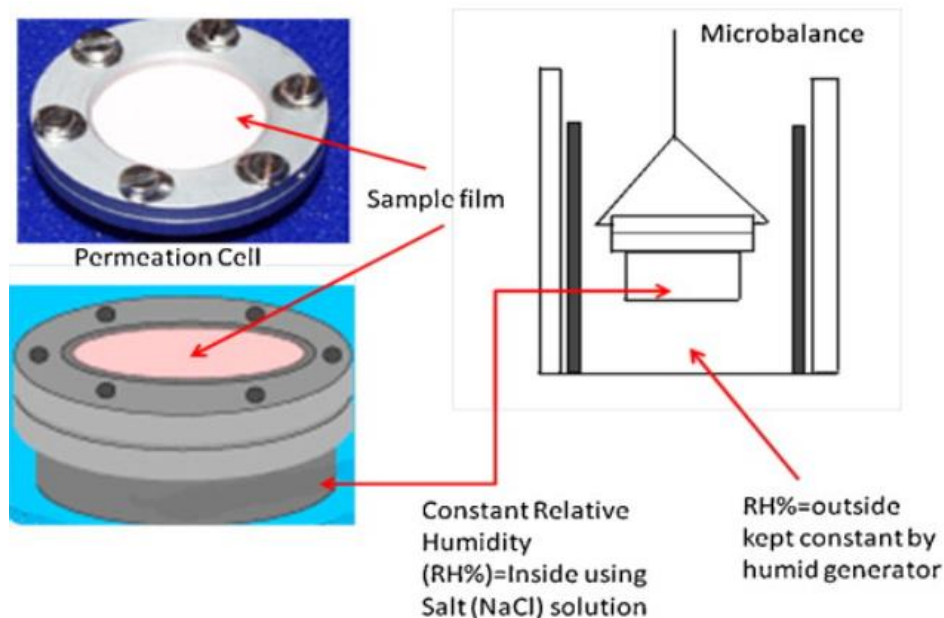 Microbalance
Sample film
Permeation Cell
Constant Relative
Humidity
(RH%)=Inside using
Salt (NaCl) solution
RH%=outside
kept constant by
humid generator